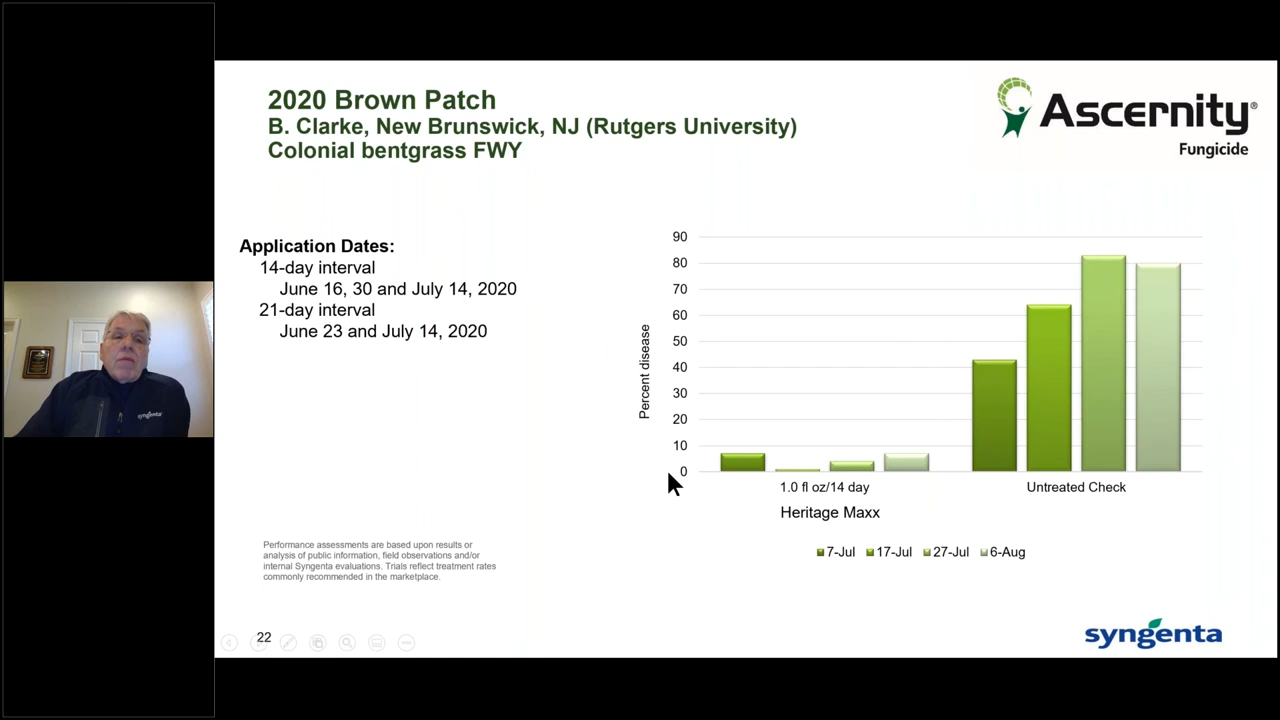 2020 Brown Patch
B. Clarke, New Brunswick, NJ (Rutgers University)
Colonial bentgrass FWY
Ascernity®
Fungicide
Application Dates:
14-day interval
June 16, 30 and July 14, 2020
21-day interval
June 23 and July 14, 2020
Percent disease
90
80
70
60
50
40
30
20
10
0
1.0 fl oz/14 day
Untreated Check
Heritage Maxx
7-Jul 17-Jul 27-Jul 6-Aug
Performance assessments are based upon results or
analysis of public information, field observations and/or
internal Syngenta evaluations. Trials reflect treatment rates
commonly recommended in the marketplace.
22
syngenta
syngenta